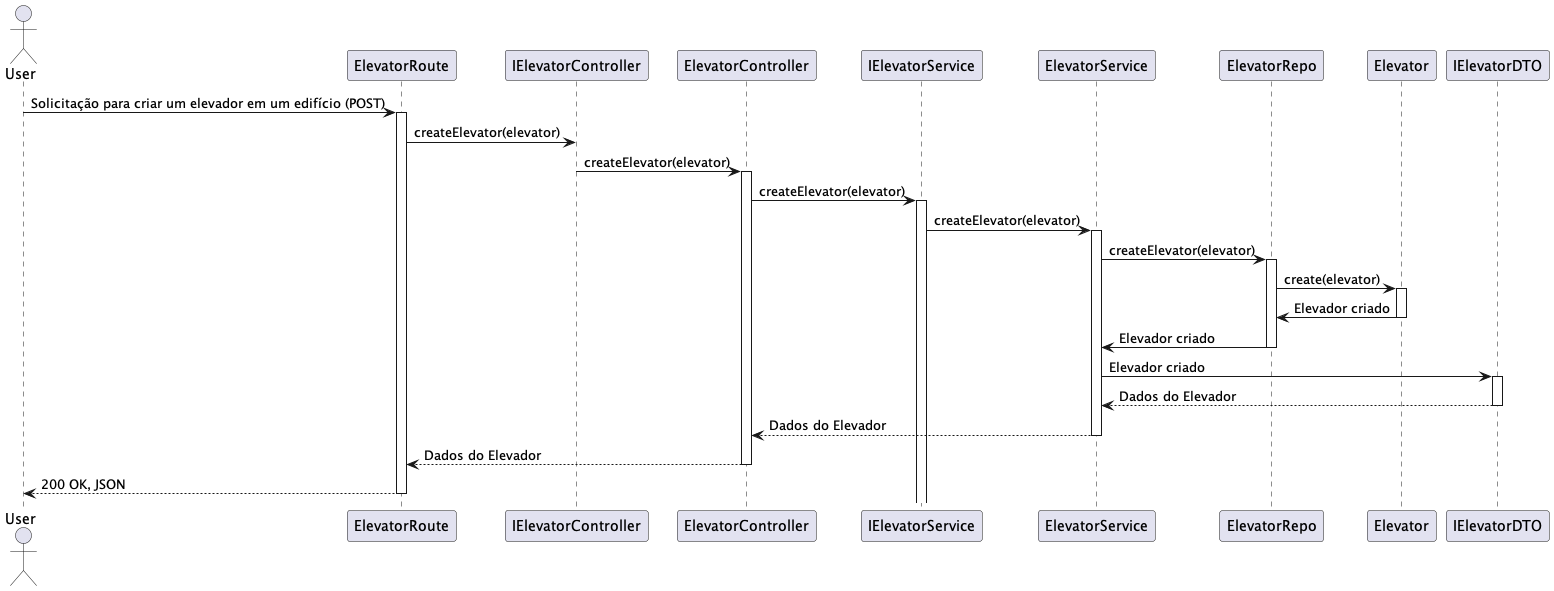 User
ElevatorRoute
IElevatorController
ElevatorController
IElevatorService
ElevatorService
ElevatorRepo
Elevator
IElevatorDTO
Solicitação para criar um elevador em um edifício (POST)
createElevator(elevator)
createElevator(elevator)
createElevator(elevator)
createElevator(elevator)
createElevator(elevator)
create(elevator)
Elevador criado
Elevador criado
Elevador criado
Dados do Elevador
Dados do Elevador
Dados do Elevador
200 OK, JSON
User
ElevatorRoute
IElevatorController
ElevatorController
IElevatorService
ElevatorService
ElevatorRepo
Elevator
IElevatorDTO